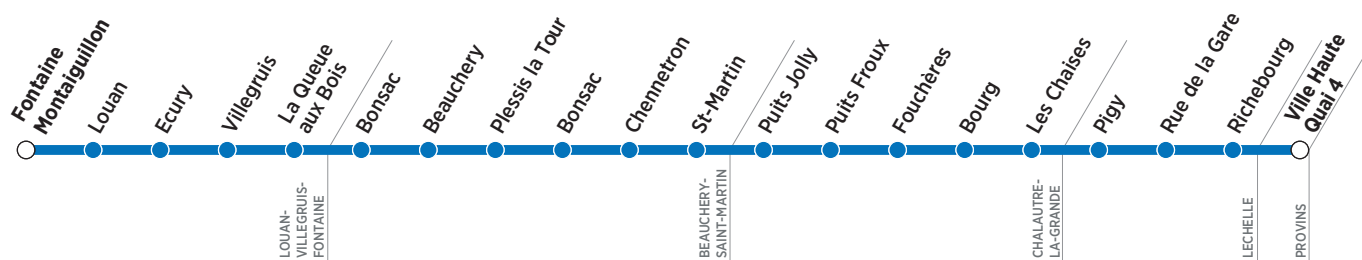 Fontaine
Montaiguillon
Louan
Ecury
Villegruis
La Queue
aux Bois
Bonsac
Beauchery
Plessis la Tour
Bonsac
Chennetron
St-Martin
Puits Jolly
Puits Froux
Fouchères
Bourg
Les Chaises
Pigy
Rue de la Gare
Richebourg
Ville Haute
Quai 4
LOUAN-
VILLEGRUIS-
FONTAINE
BEAUCHERY-
SAINT-MARTIN
CHALAUTRE-
LA-GRANDE
LECHELLE
PROVINS